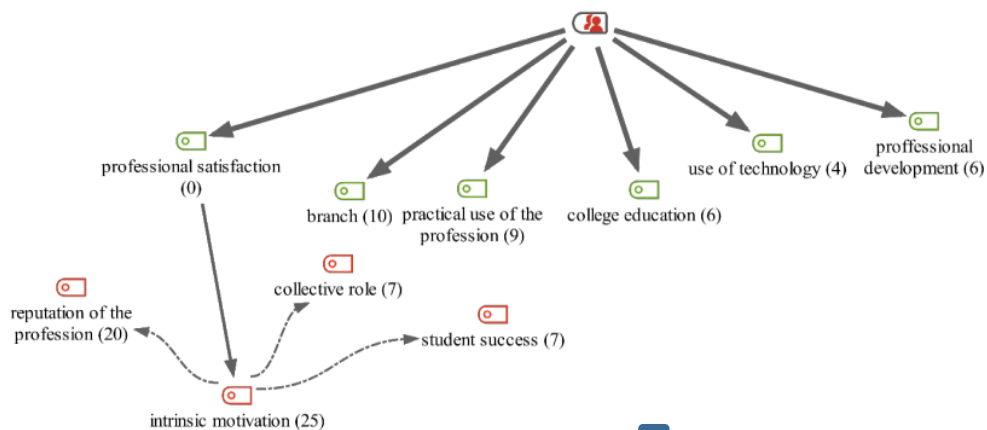 professional satisfaction
(0)
branch (10)
practical use of the
profession (9)
college education (6)
use of technology (4)
proffessional
development (6)
reputation of the
profession (20)
collective role (7)
student success (7)
intrinsic motivation (25)